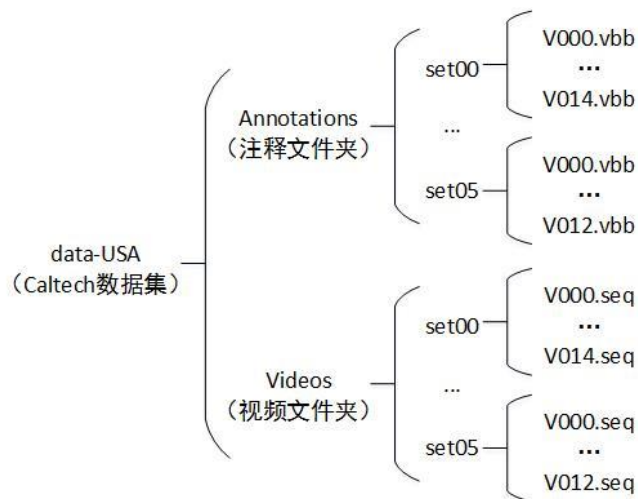 data-USA
（Caltech数据集）
Annotations
（注释文件夹）
set00
V000.vbb
...
V014.vbb
...
set05
V000.vbb
...
V012.vbb
Videos
（视频文件夹）
set00
V000.seq
...
V014.seq
...
set05
V000.seq
...
V012.seq